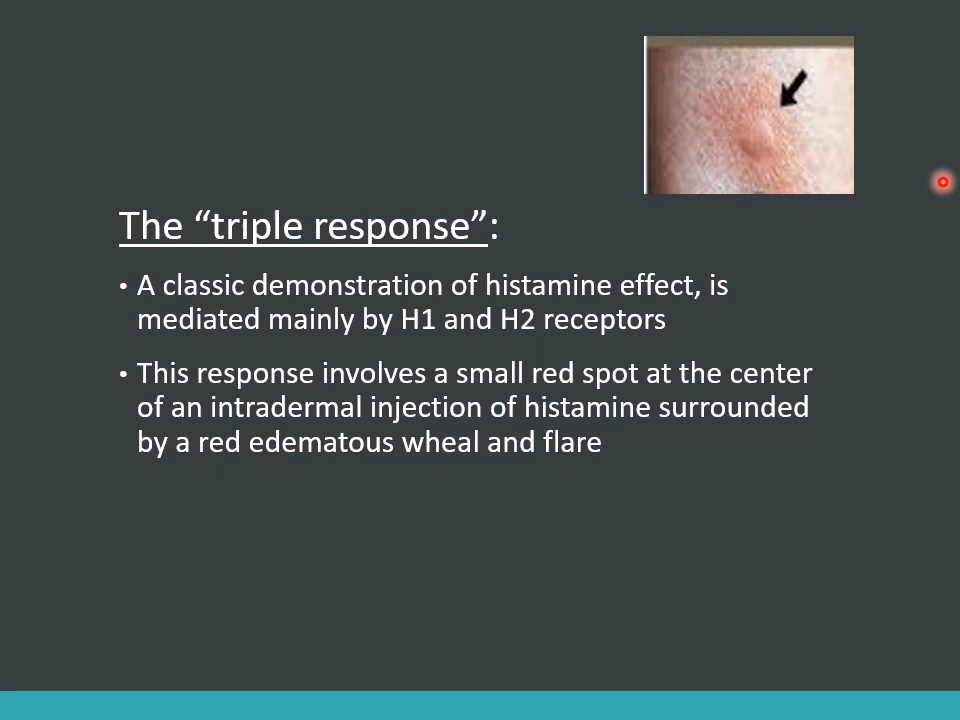 The “triple response”:
• A classic demonstration of histamine effect, is
mediated mainly by H1 and H2 receptors
• This response involves a small red spot at the center
of an intradermal injection of histamine surrounded
by a red edematous wheal and flare